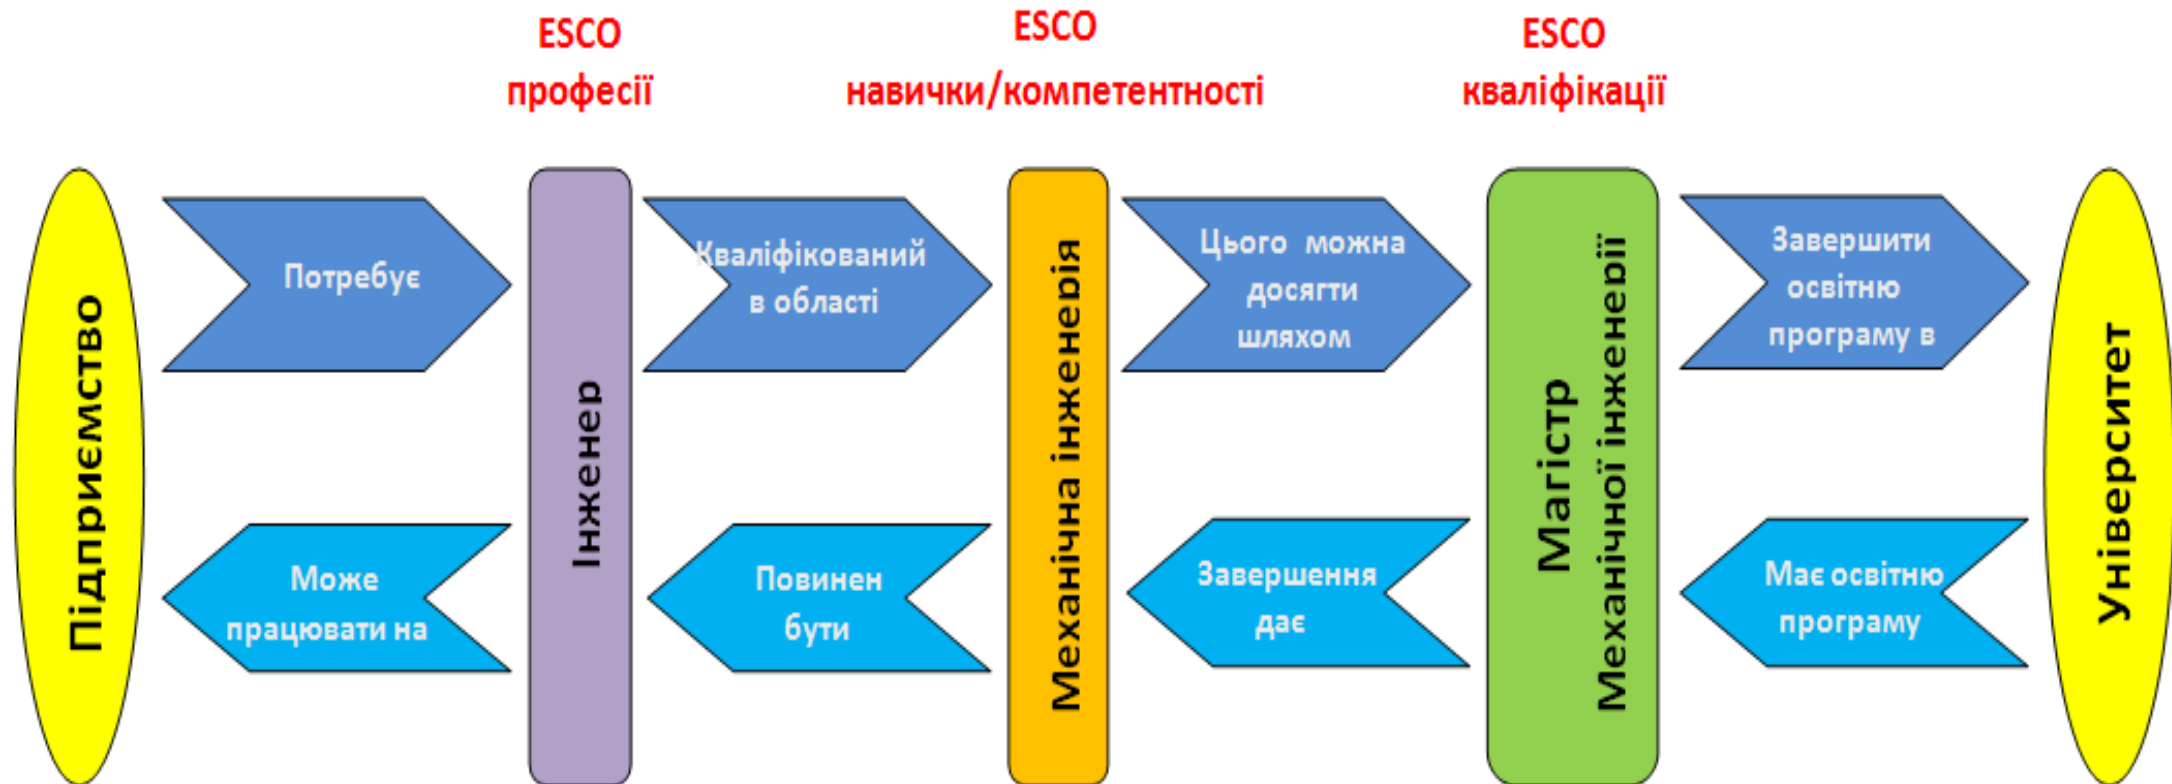 ESCO
професії
ESCO
навички/компетентності
ESCO
кваліфікації
Підприємство
Потребує
Інженер
Кваліфікований
в області
Механічна інженерія
Цього можна
досягти
шляхом
Магістр
Механічної інженерії
Завершити
освітню
програму в
Університет
Може
працювати на
Повинен
бути
Завершення
дає
Має освітню
програму